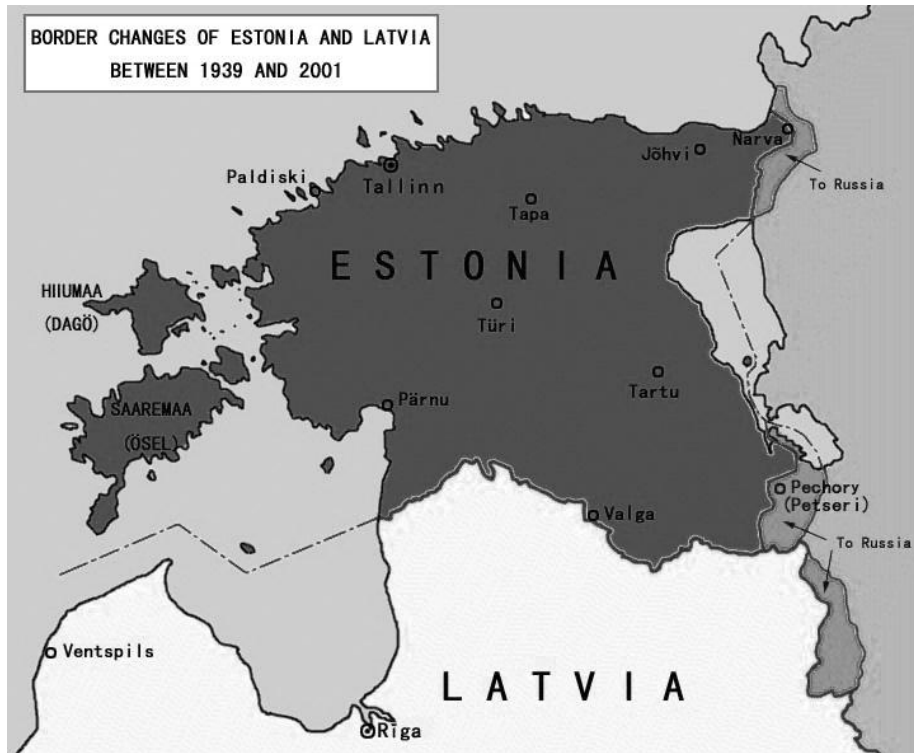 BORDER CHANGES OF ESTONIA AND LATVIA
BETWEEN 1939 AND 2001
Narva
Jõhvi
To Russia
Paldiski
Tallinn
Tapa
ESTONIA
HIIUMAA
(DAGÖ)
Türi
Tartu
Pärnu
SAAREMAA
(ÖSEL)
Pechory
(Petseri)
Valga
To Russia
Ventspils
LATVIA
Rīga